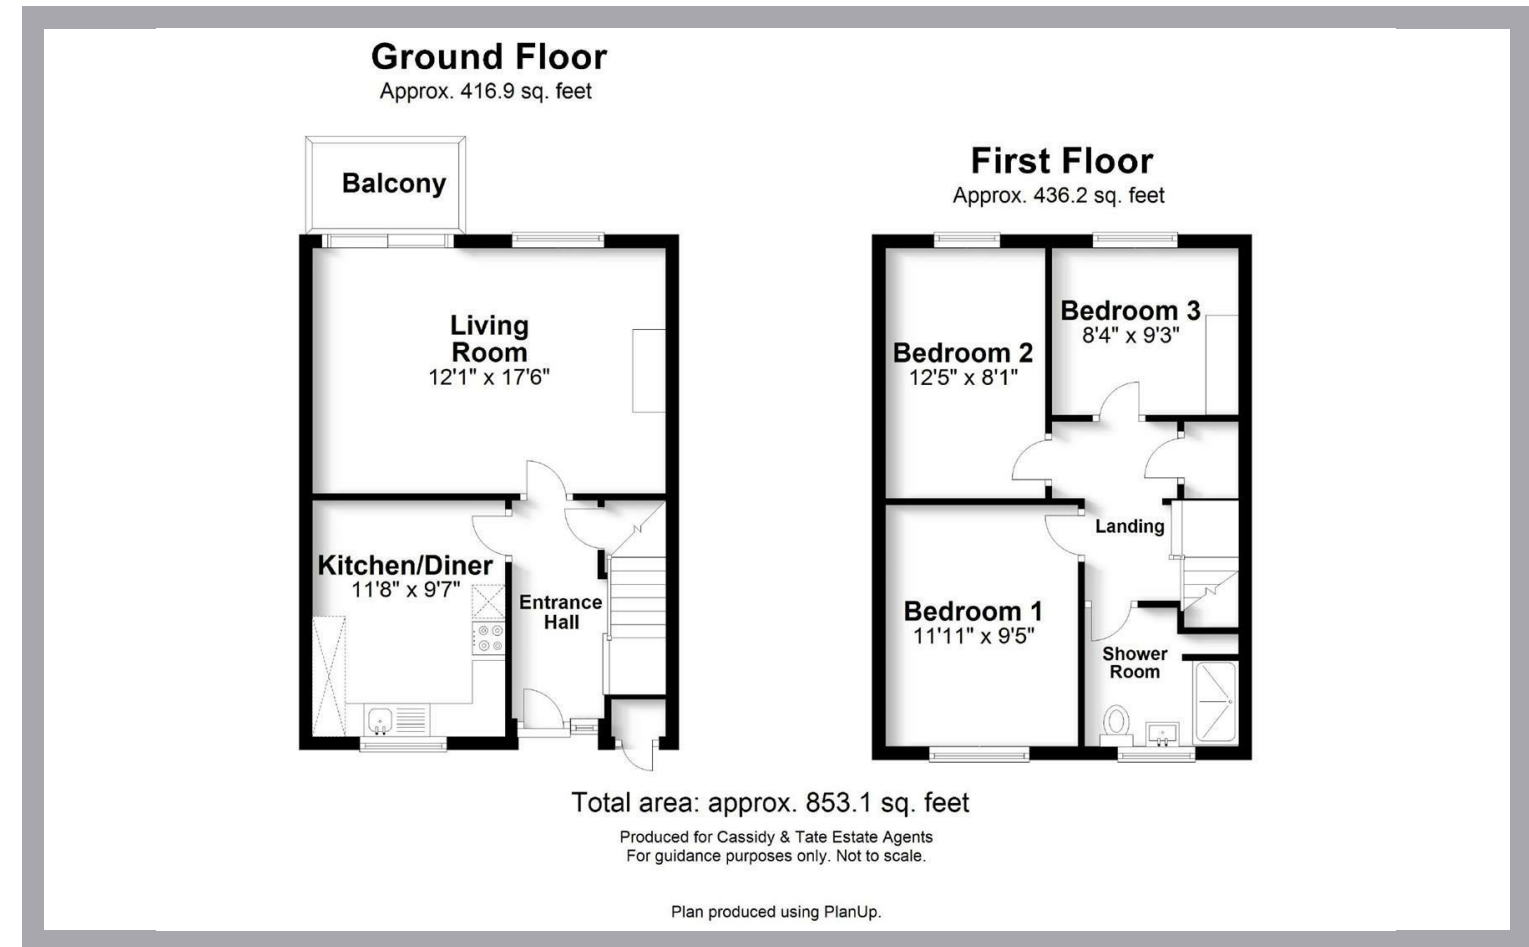 Ground Floor
Approx. 416.9 sq. feet
Balcony
Living
Room
12'1" x 17'6"
Kitchen/Diner
11'8" x 9'7"
Entrance
Hall
First Floor
Approx. 436.2 sq. feet
Bedroom 3
8'4" x 9'3"
Bedroom 2
12'5" x 8'1"
Landing
Bedroom 1
11'11" x 9'5"
Shower
Room
Total area: approx. 853.1 sq. feet
Produced for Cassidy & Tate Estate Agents
For guidance purposes only. Not to scale.
Plan produced using PlanUp.